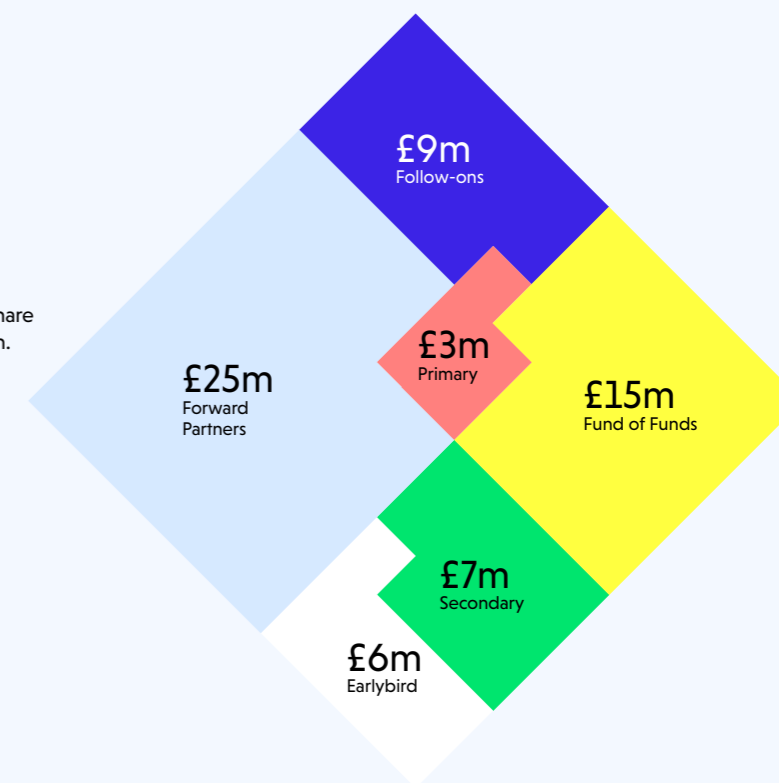 £9m
Follow-ons
£3m
Primary
£25m
Forward
Partners
£15m
Fund of Funds
£7m
Secondary
£6m
Earlybird